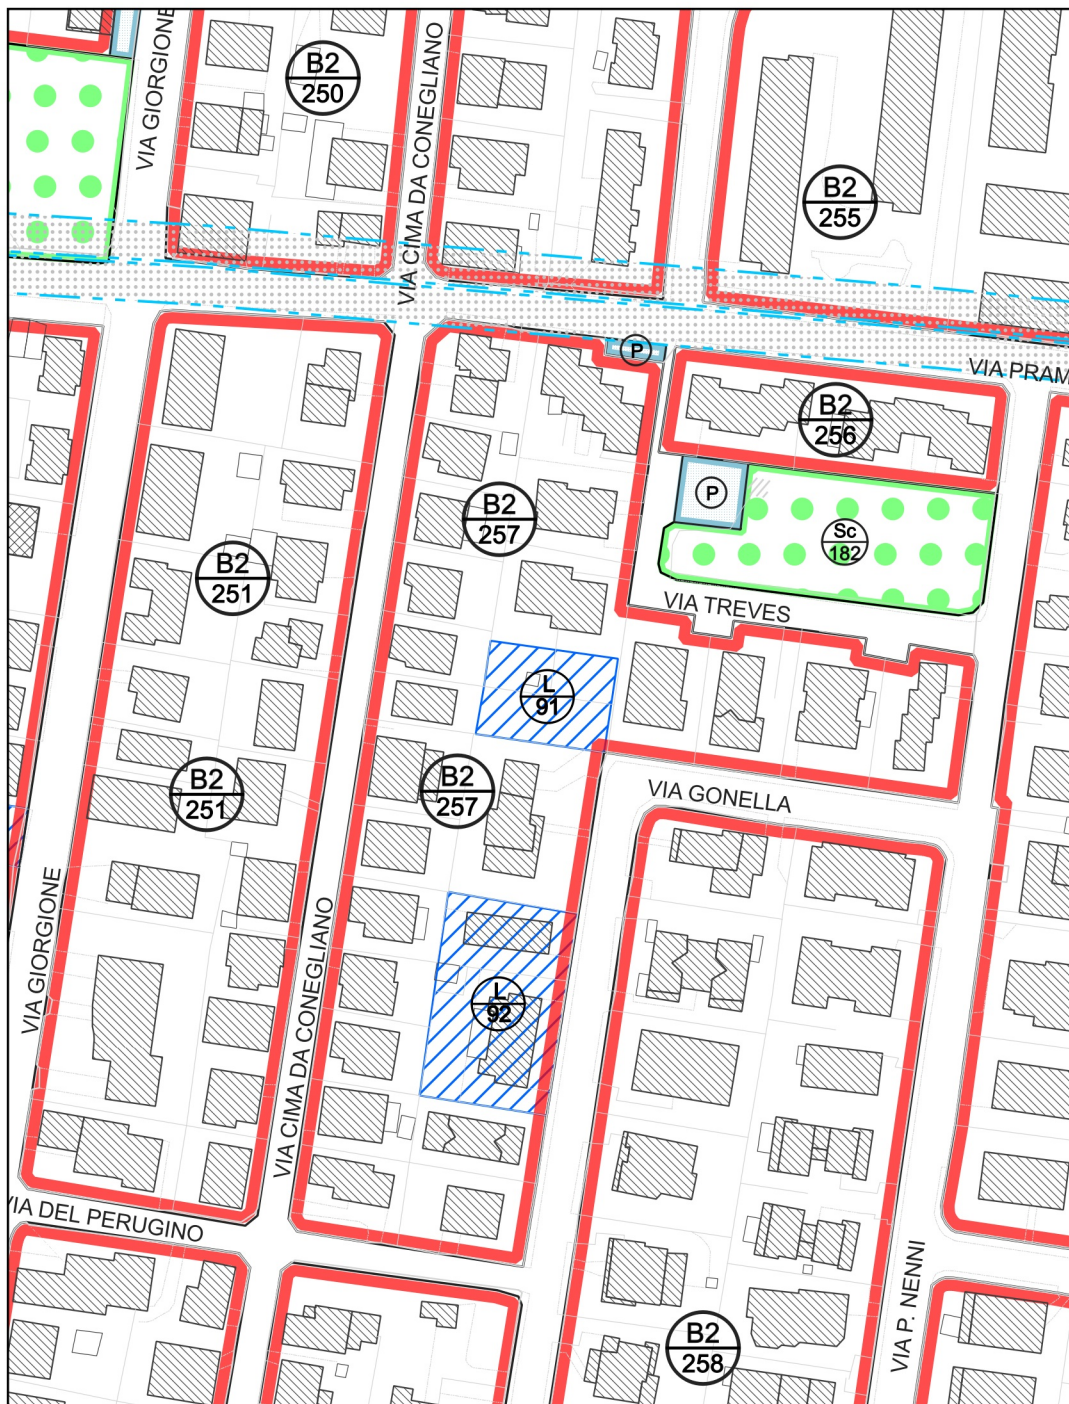 VIA GIORGIONE
B2
250
VIA CIMA DA CONEGLIANO
B2
255
P
VIA PRAM
B2
256
P
B2
257
Sc
182
B2
251
VIA TREVES
L
91
B2
257
B2
251
VIA GONELLA
VIA GIORGIONE
VIA CIMA DA CONEGLIANO
L
92
VIA DEL PERUGINO
VIA P. NENNI
B2
258